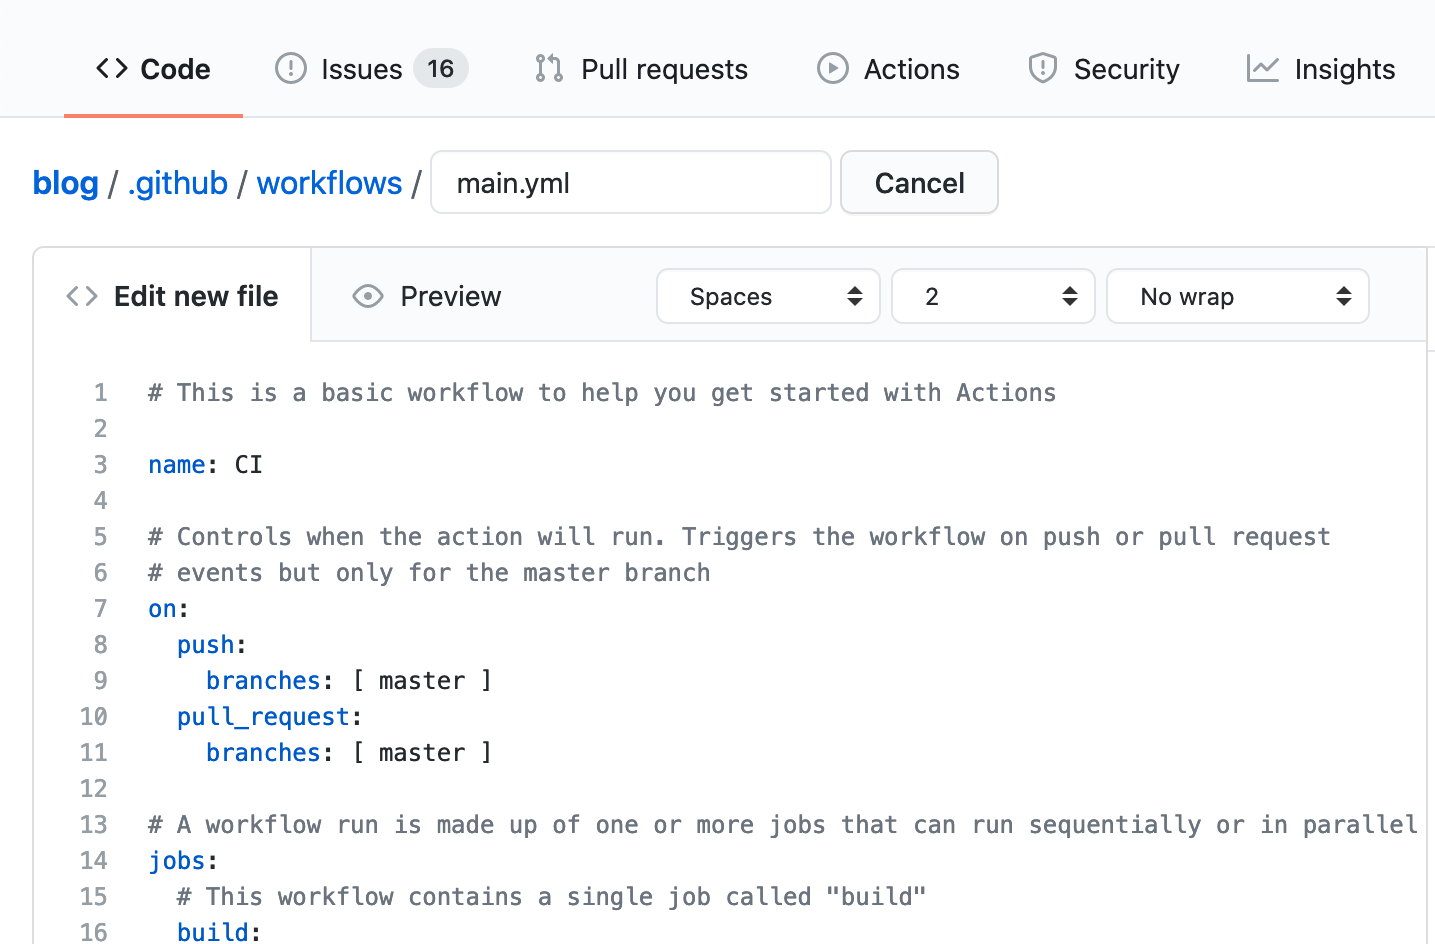 <> Code Issues 16 Pull requests Actions Security Insights
blog / .github / workflows / main.yml Cancel
<> Edit new file Preview Spaces 2 No wrap
1 # This is a basic workflow to help you get started with Actions
2
3 name: CI
4
5 # Controls when the action will run. Triggers the workflow on push or pull request
6 # events but only for the master branch
7 on:
8   push:
9     branches: [ master ]
10   pull_request:
11     branches: [ master ]
12
13 # A workflow run is made up of one or more jobs that can run sequentially or in parallel
14 jobs:
15   # This workflow contains a single job called "build"
16   build: